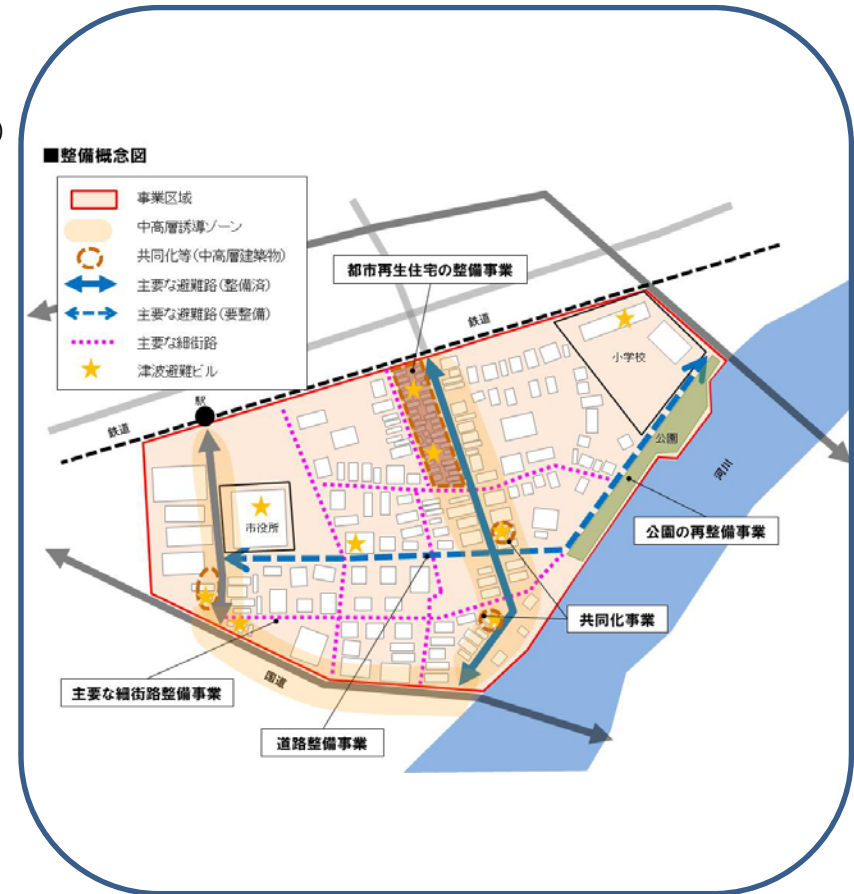 )
■整備概念図
事業区域
中高層誘導ゾーン
共同化等(中高層建築物)
主要な避難路(整備済)
主要な避難路(要整備)
主要な細街路
津波避難ビル
都市再生住宅の整備事業
鉄道
小学校
駅
鉄道
公園
河川
市役所
公園の再整備事業
共同化事業
国道
主要な細街路整備事業
道路整備事業